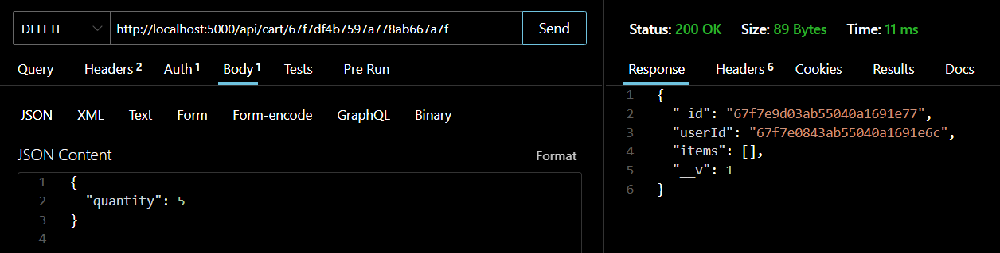 DELETE http://localhost:5000/api/cart/67f7df4b7597a778ab667a7f Send
Query Headers 2 Auth 1 Body 1 Tests Pre Run
JSON XML Text Form Form-encode GraphQL Binary
JSON Content Format
1 {
2 "quantity": 5
3 }
4
Status: 200 OK Size: 89 Bytes Time: 11 ms
Response Headers 6 Cookies Results Docs
1 {
2 "_id": "67f7e9d03ab55040a1691e77",
3 "userId": "67f7e0843ab55040a1691e6c",
4 "items": [],
5 "__v": 1
6 }